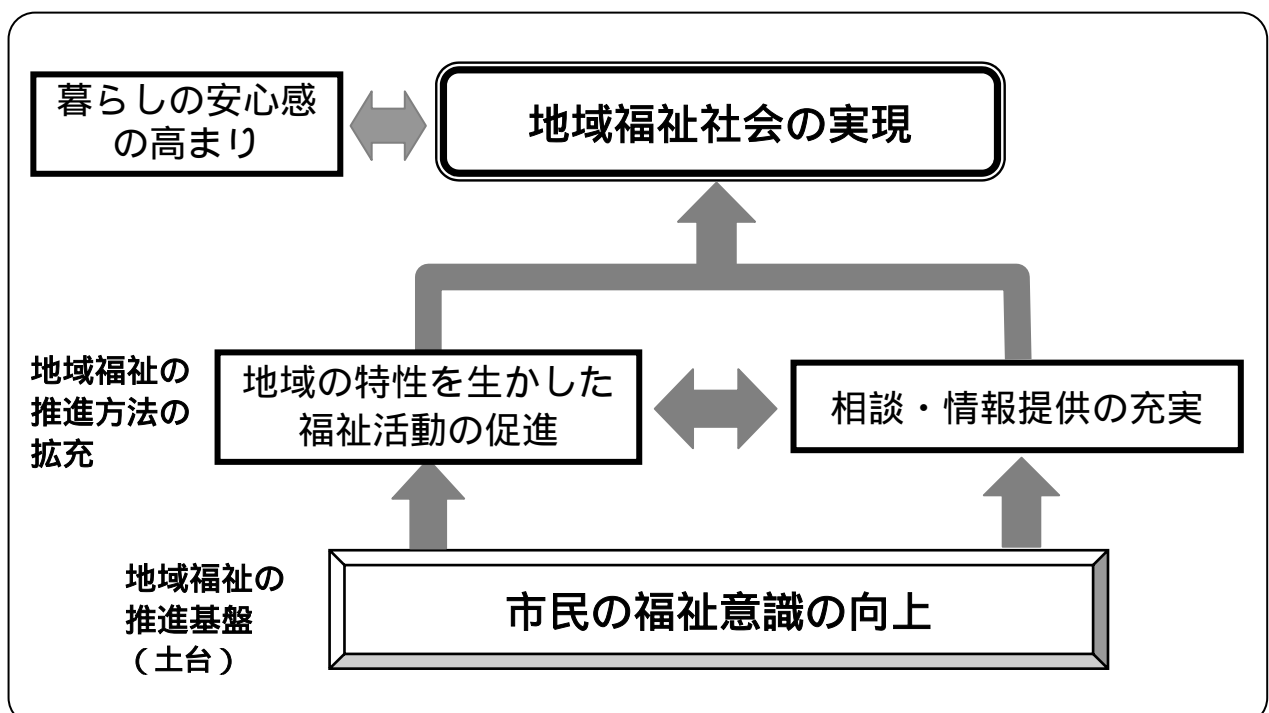 暮らしの安心感
の高まり
地域福祉社会の実現
地域福祉の
推進方法の
拡充
地域の特性を生かした
福祉活動の促進
相談・情報提供の充実
地域福祉の
推進基盤
（土台）
市民の福祉意識の向上